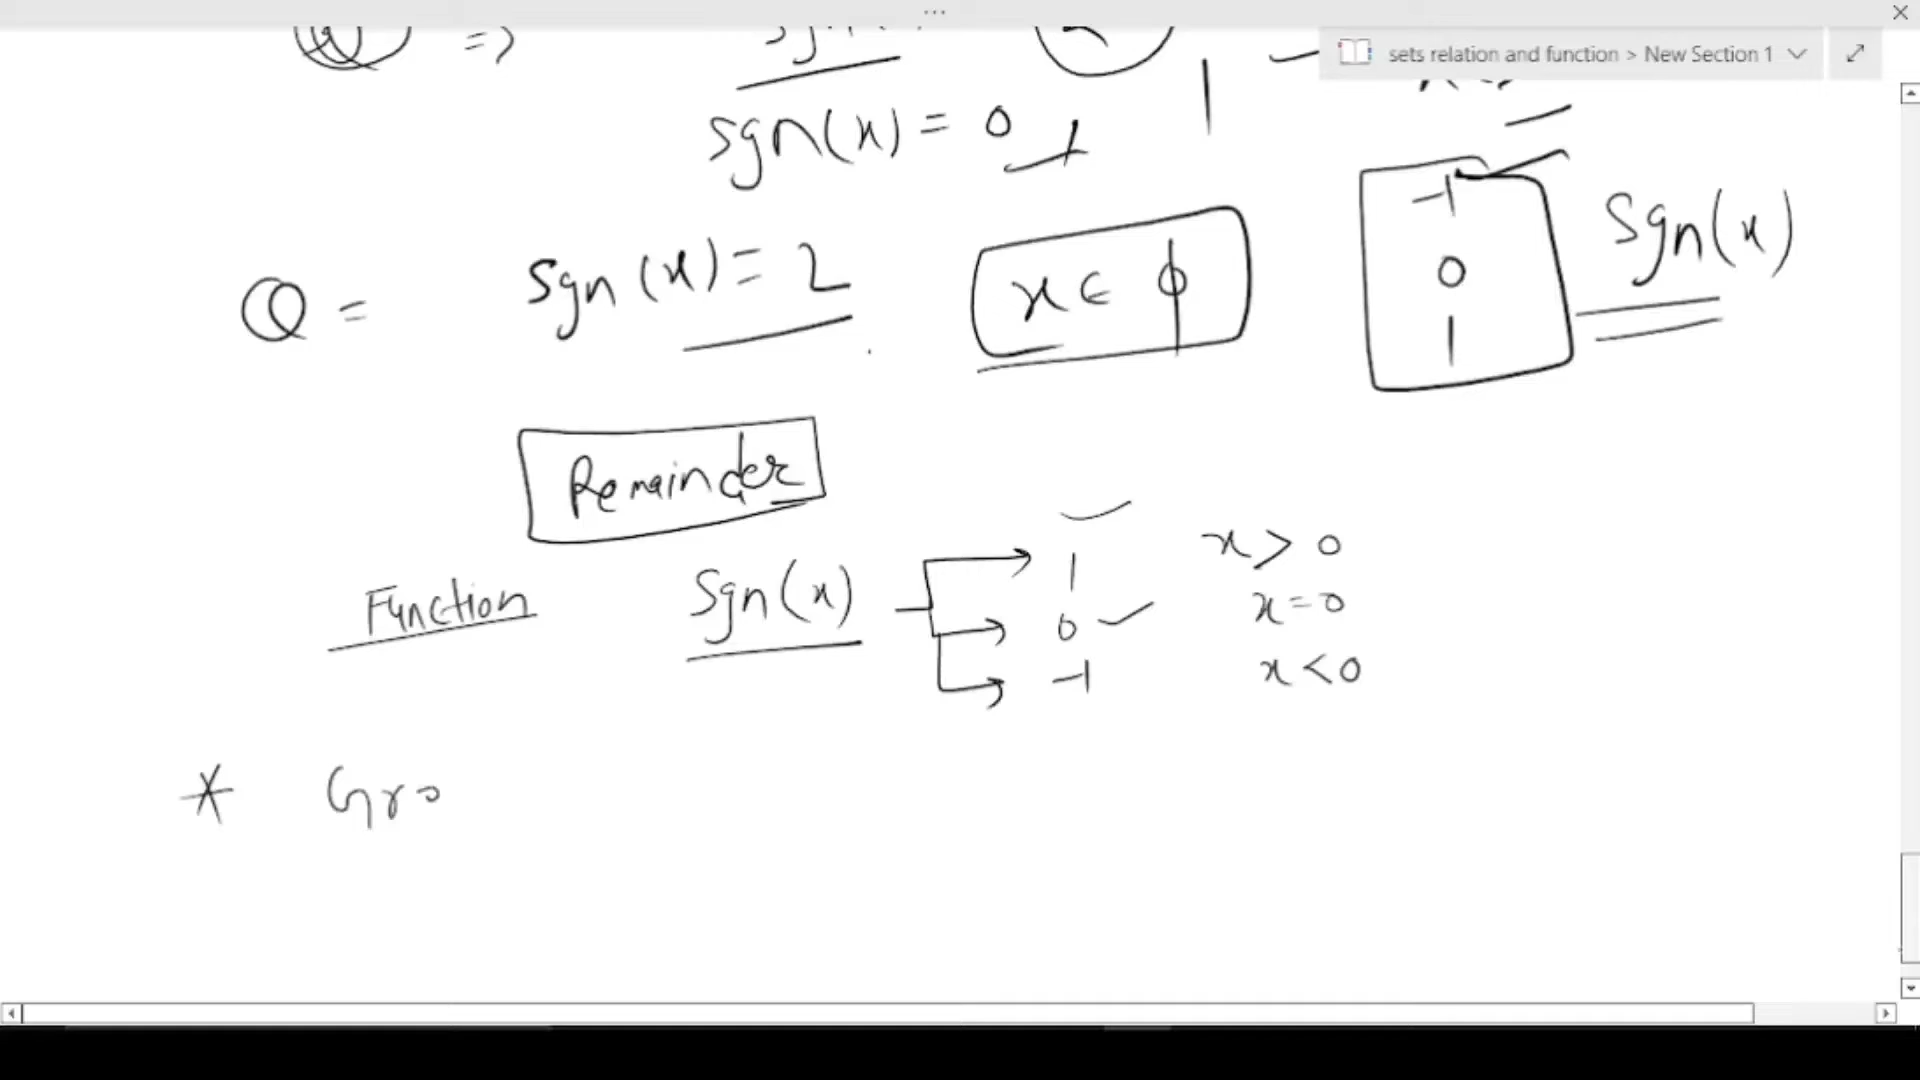 sets relation and function > New Section 1
Q =>
sgn(x) = 0
Q = sgn(x) = 2 x ∈ ϕ
-1
0
1
Sgn(x)
Remainder
Function Sgn(x)
1 x > 0
0 x = 0
-1 x < 0
* Gra